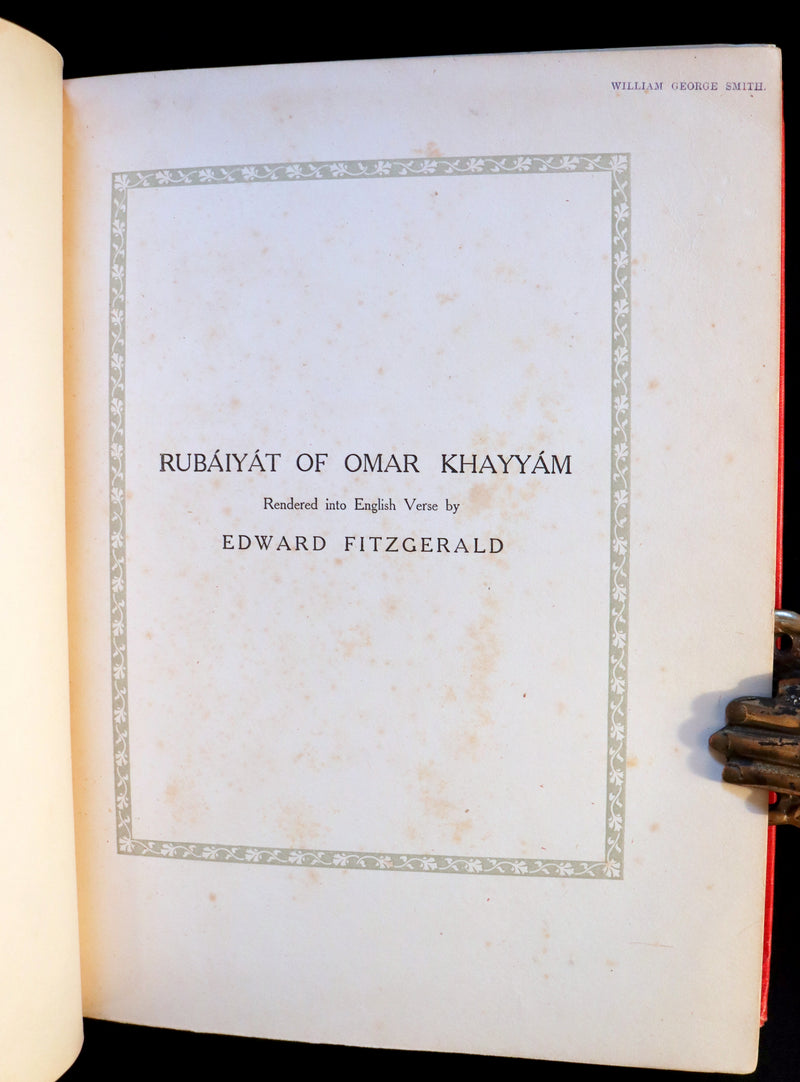 WILLIAM GEORGE SMITH.
RUBÁIYÁT OF OMAR KHAYYÁM
Rendered into English Verse by
EDWARD FITZGERALD